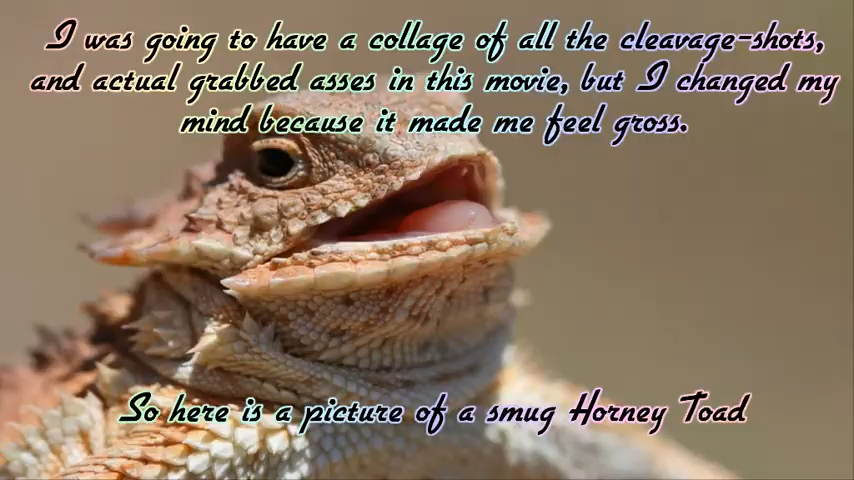 I was going to have a collage of all the cleavage-shots,
and actual grabbed asses in this movie, but I changed my
mind because it made me feel gross.
So here is a picture of a smug Horney Toad